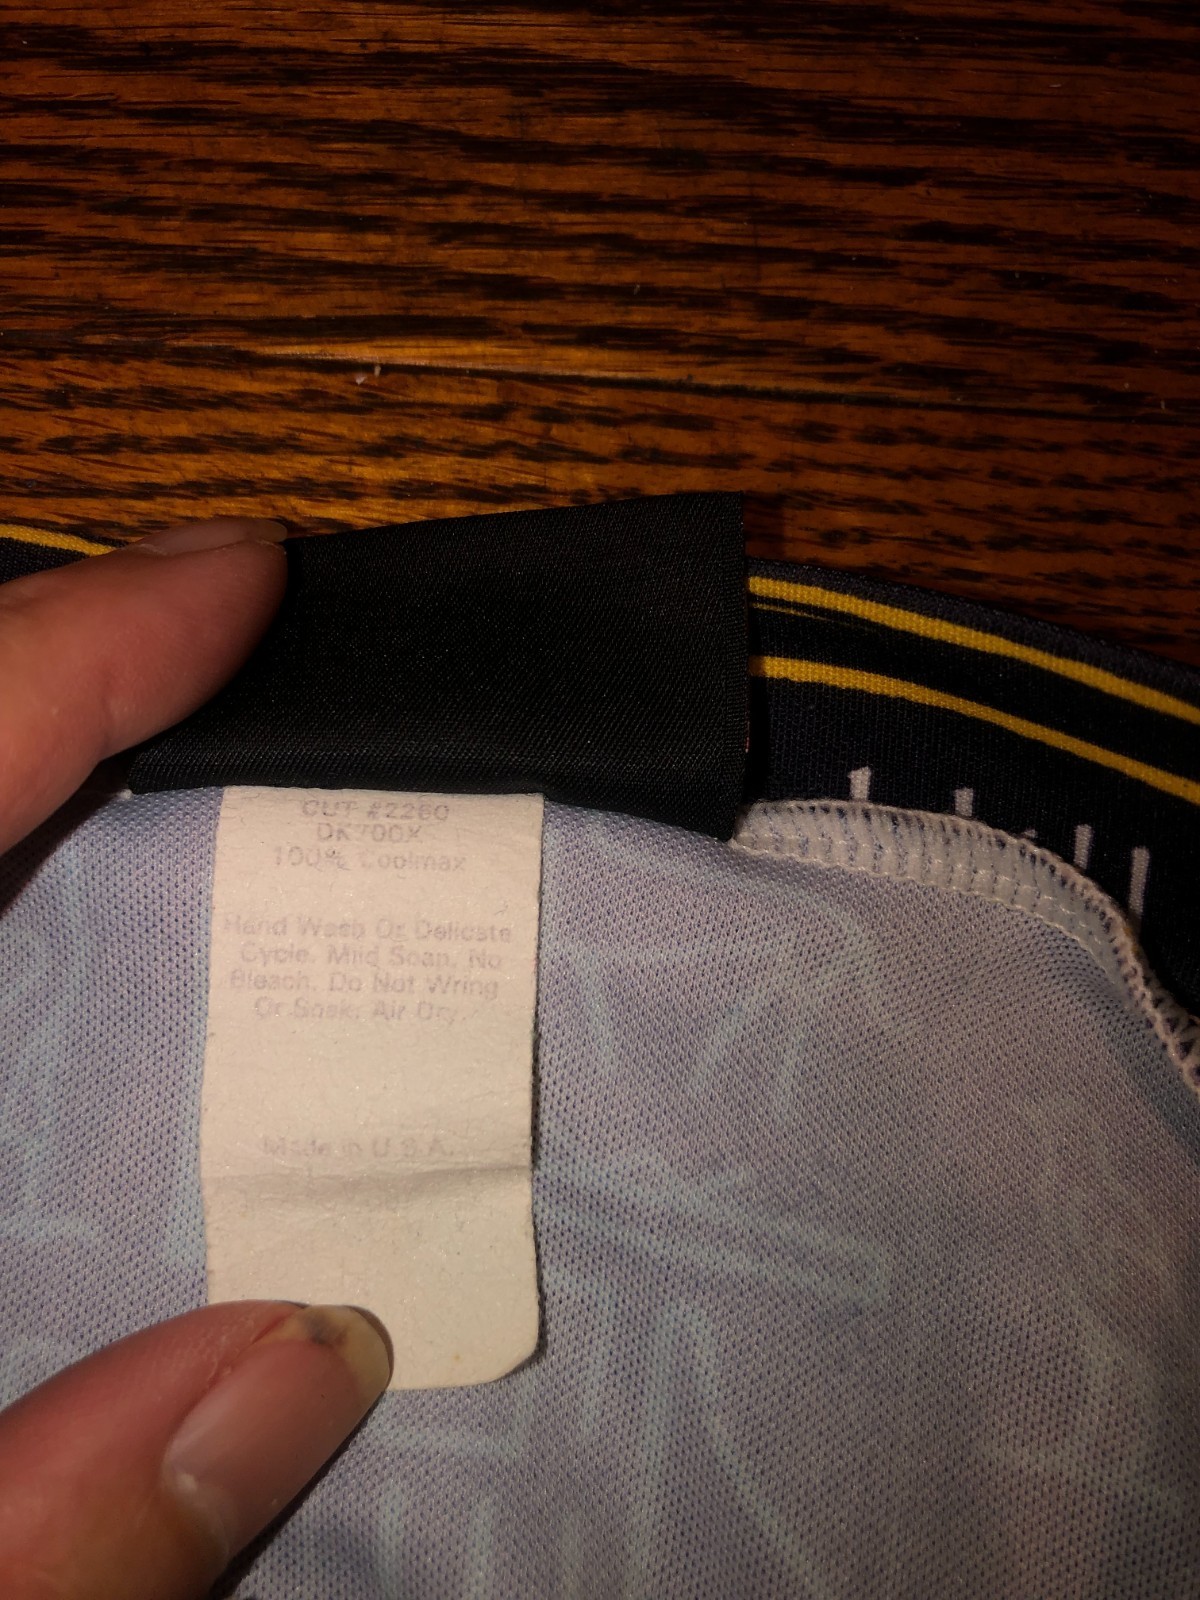 CUT #2260
DK700X
100% Coolmax
Hand Wash Or Delicate
Cycle. Mild Soap. No
Bleach. Do Not Wring
Or Soak. Air Dry.
Made in U.S.A.